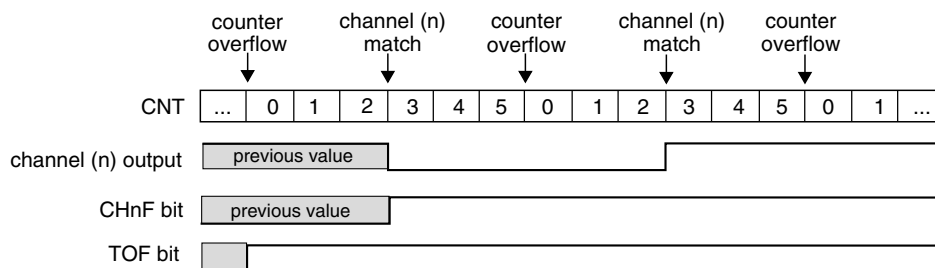 counter overflow
channel (n) match
counter overflow
channel (n) match
counter overflow
CNT ... 0 1 2 3 4 5 0 1 2 3 4 5 0 1 ...
channel (n) output previous value
CHnF bit previous value
TOF bit